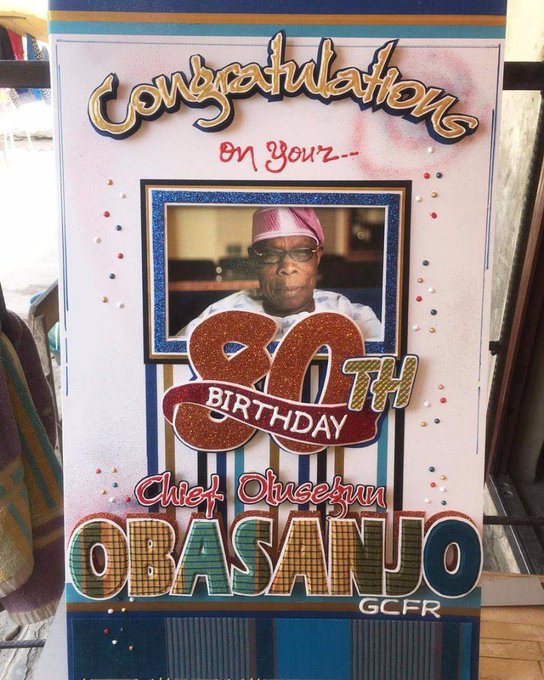 Congratulations
on your--
80TH
BIRTHDAY
Chief Olusegun
OBASANJO
GCFR